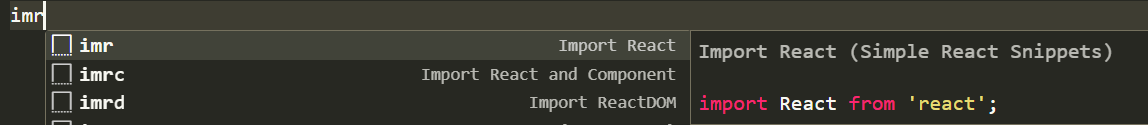 imr
imr Import React
imrc Import React and Component
imrd Import ReactDOM
Import React (Simple React Snippets)
import React from 'react';